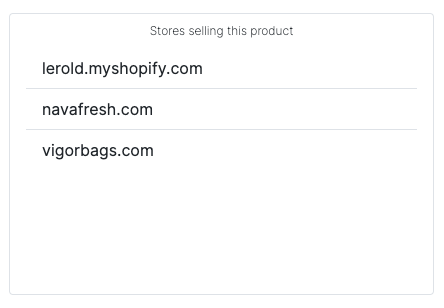 Stores selling this product
lerold.myshopify.com
navafresh.com
vigorbags.com